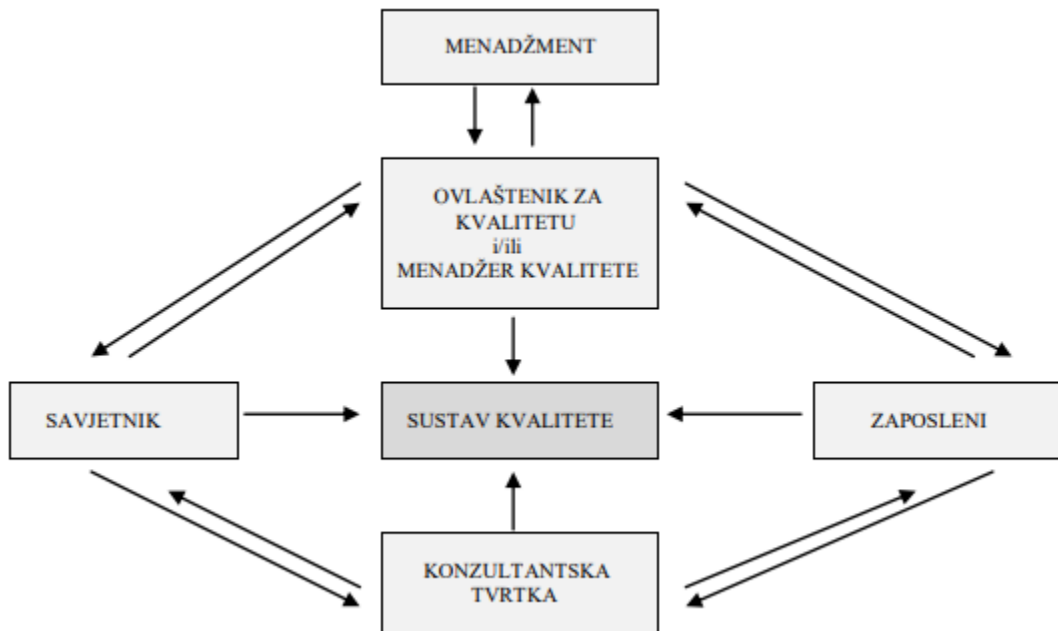 MENADŽMENT
OVLAŠTENIK ZA
KVALITETU
i/ili
MENADŽER KVALITETE
SAVJETNIK
SUSTAV KVALITETE
ZAPOSLENI
KONZULTANTSKA
TVRTKA